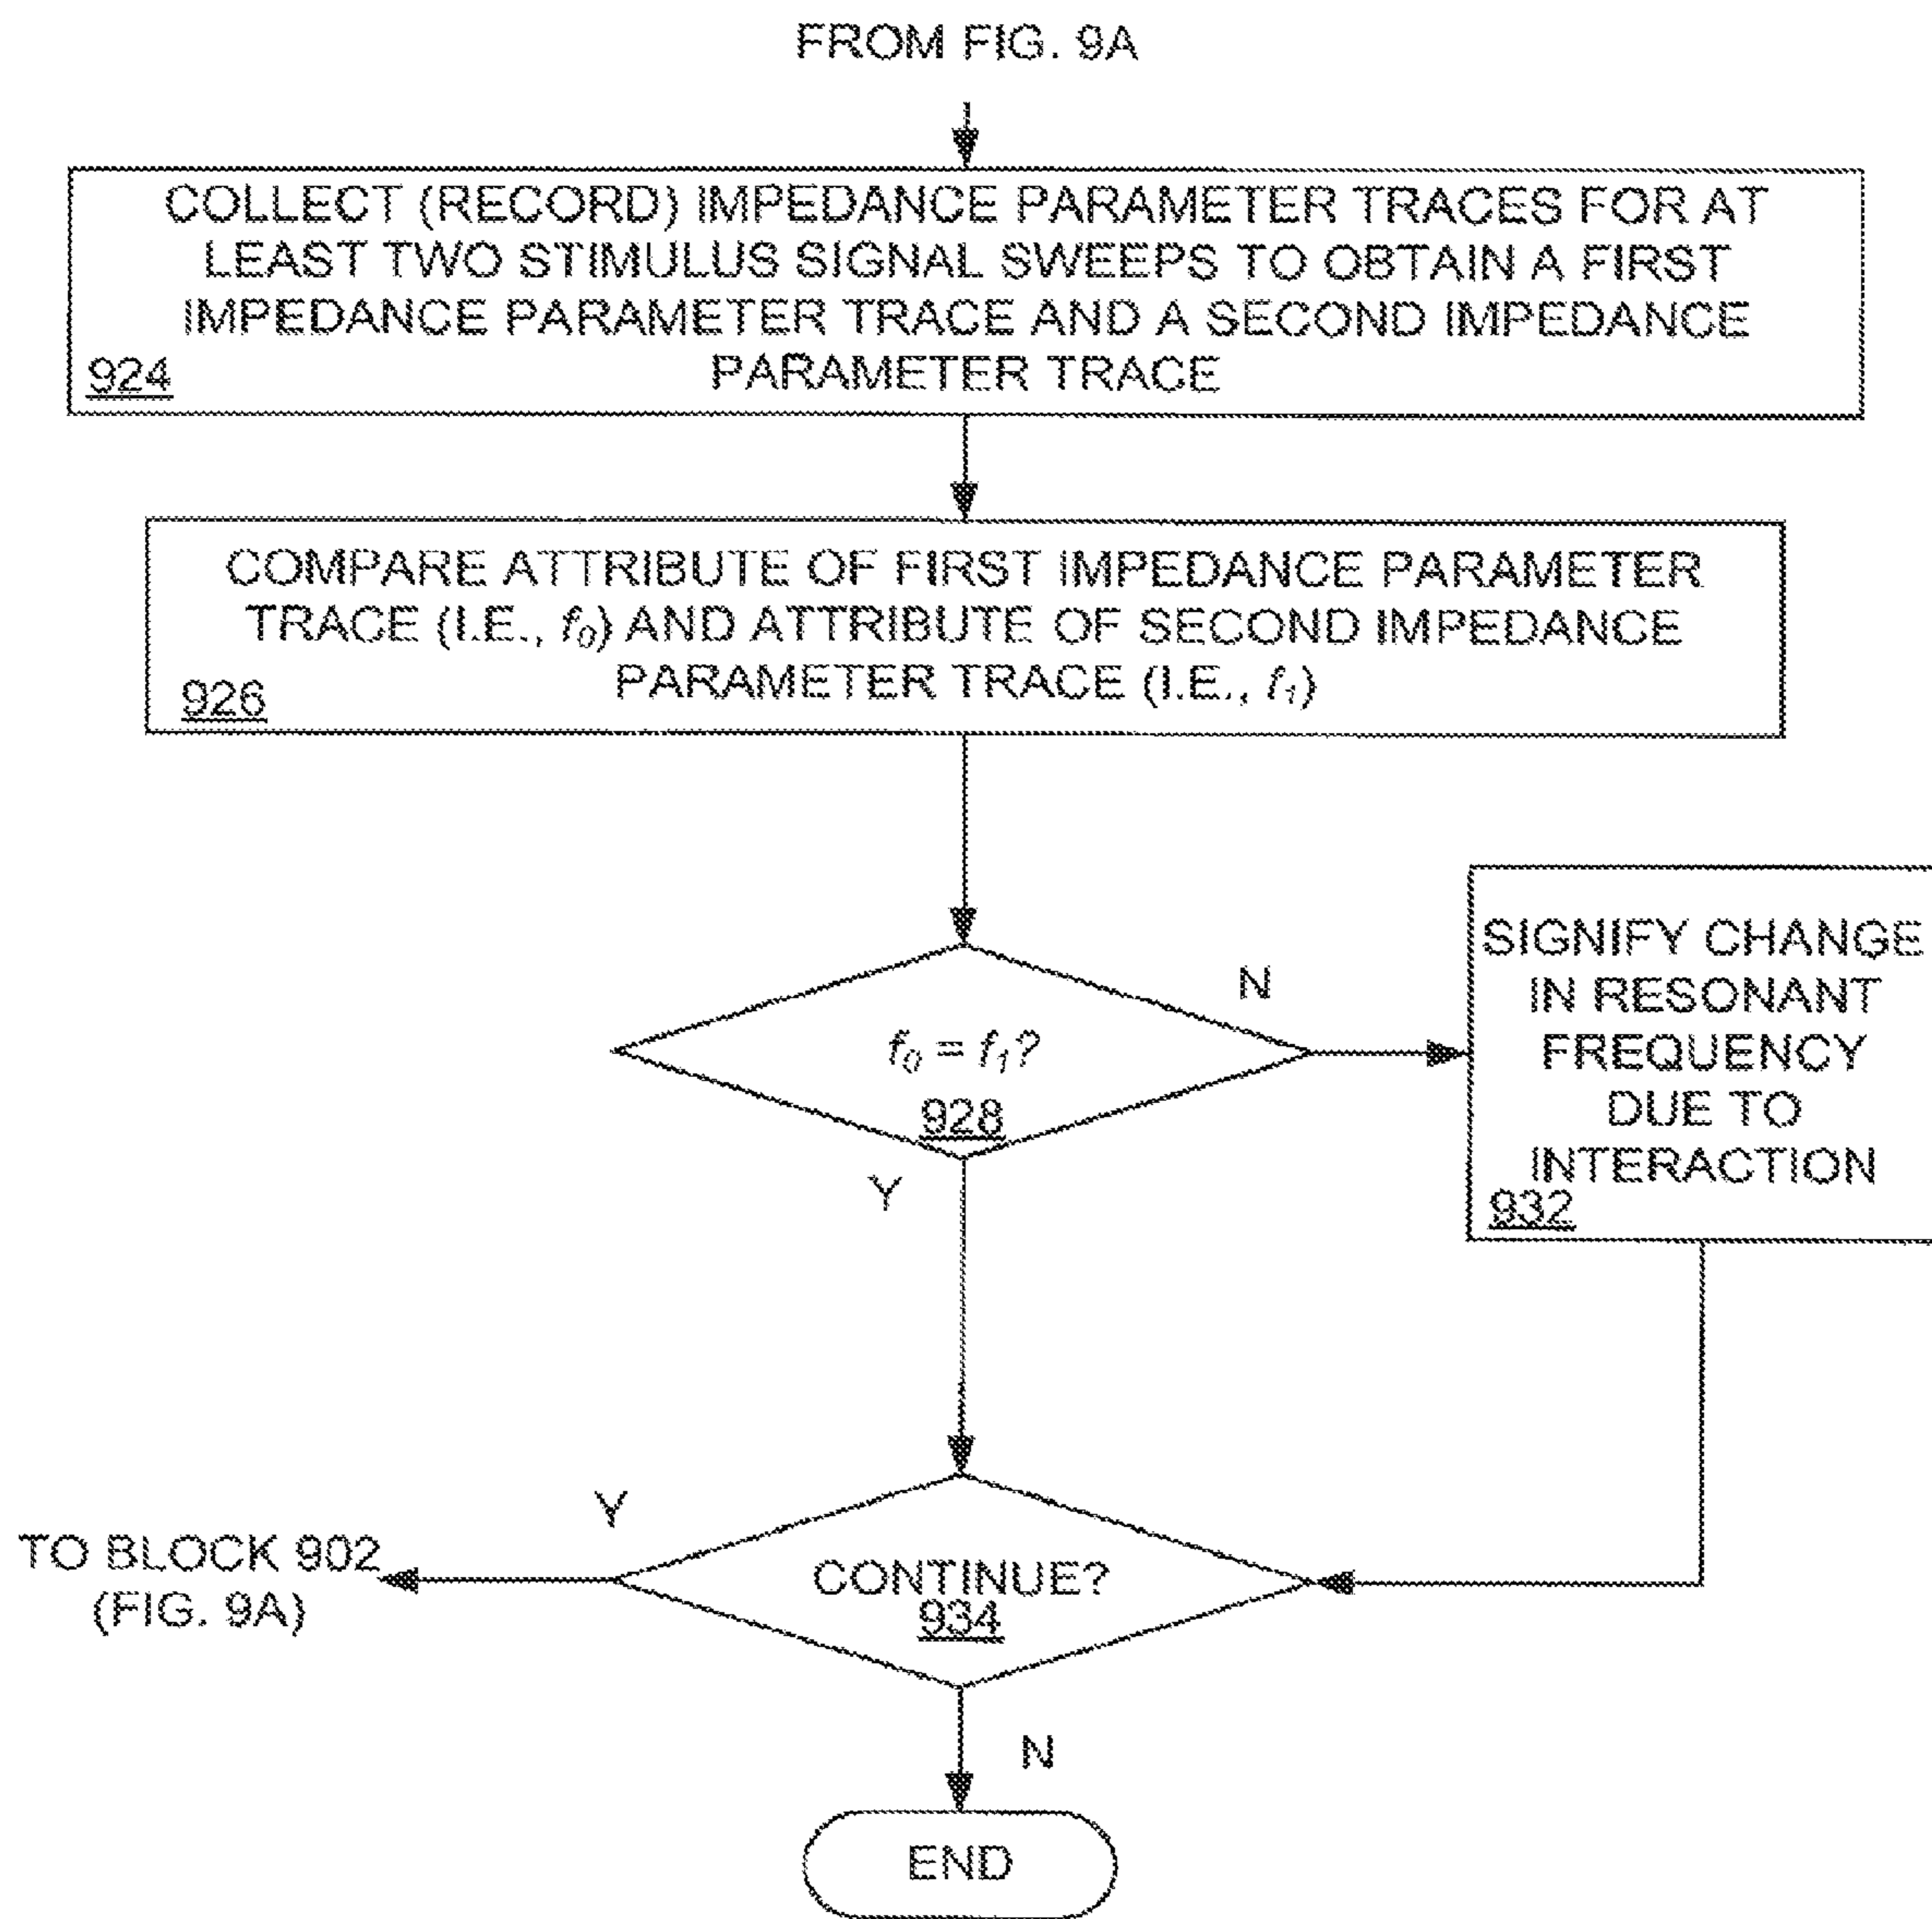 FROM FIG. 9A
COLLECT (RECORD) IMPEDANCE PARAMETER TRACES FOR AT
LEAST TWO STIMULUS SIGNAL SWEEPS TO OBTAIN A FIRST
IMPEDANCE PARAMETER TRACE AND A SECOND IMPEDANCE
PARAMETER TRACE
924
COMPARE ATTRIBUTE OF FIRST IMPEDANCE PARAMETER
TRACE (I.E., f₀) AND ATTRIBUTE OF SECOND IMPEDANCE
PARAMETER TRACE (I.E., f₁)
926
f₀ = f₁?
928
N
Y
SIGNIFY CHANGE
IN RESONANT
FREQUENCY
DUE TO
INTERACTION
932
Y
TO BLOCK 902
(FIG. 9A)
CONTINUE?
934
N
END